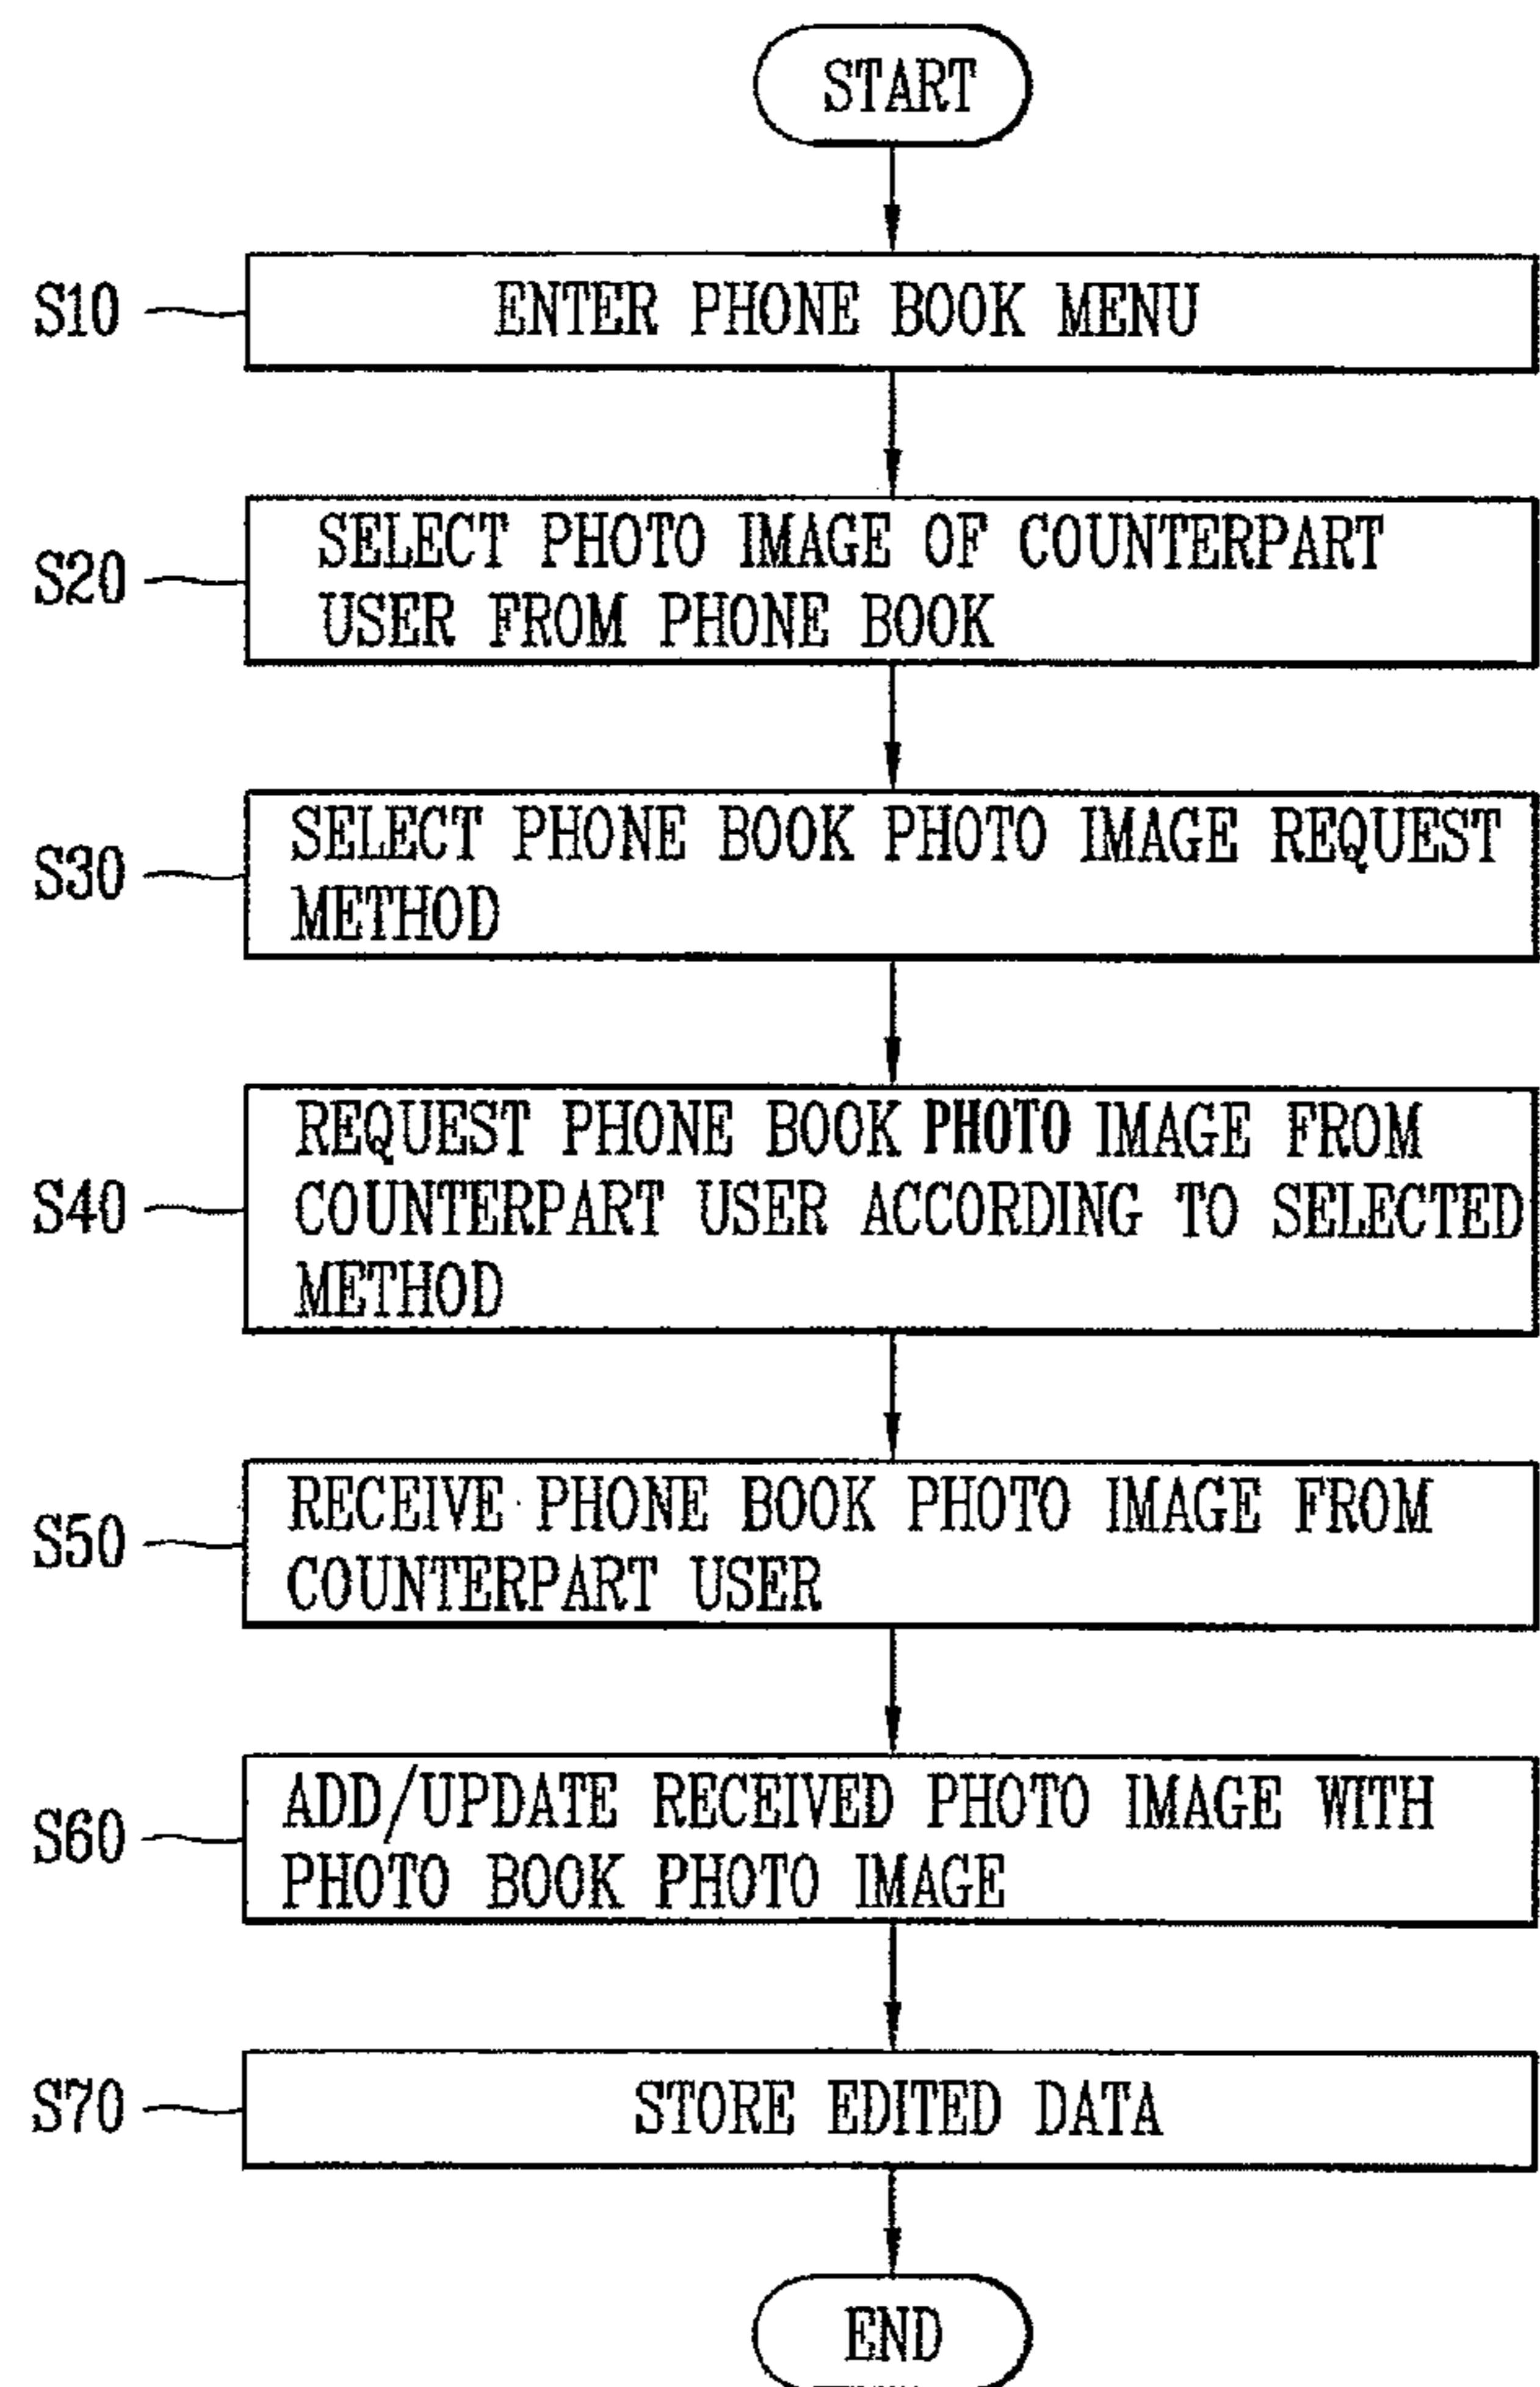 START
S10
ENTER PHONE BOOK MENU
S20
SELECT PHOTO IMAGE OF COUNTERPART
USER FROM PHONE BOOK
S30
SELECT PHONE BOOK PHOTO IMAGE REQUEST
METHOD
S40
REQUEST PHONE BOOK PHOTO IMAGE FROM
COUNTERPART USER ACCORDING TO SELECTED
METHOD
S50
RECEIVE PHONE BOOK PHOTO IMAGE FROM
COUNTERPART USER
S60
ADD/UPDATE RECEIVED PHOTO IMAGE WITH
PHOTO BOOK PHOTO IMAGE
S70
STORE EDITED DATA
END